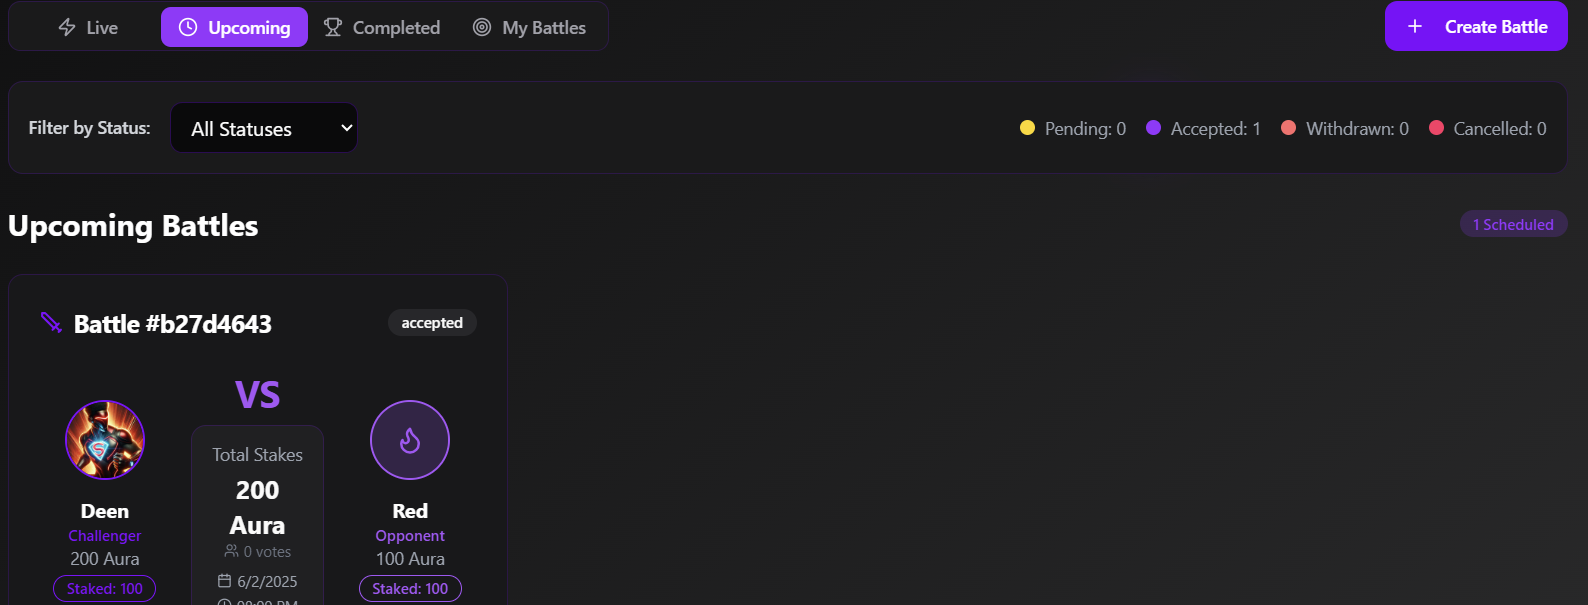 Live
Upcoming
Completed
My Battles
Create Battle
Filter by Status:
All Statuses
Pending: 0
Accepted: 1
Withdrawn: 0
Cancelled: 0
Upcoming Battles
1 Scheduled
Battle #b27d4643
accepted
VS
Deen
Challenger
200 Aura
Staked: 100
Total Stakes
200
Aura
0 votes
6/2/2025
Red
Opponent
100 Aura
Staked: 100